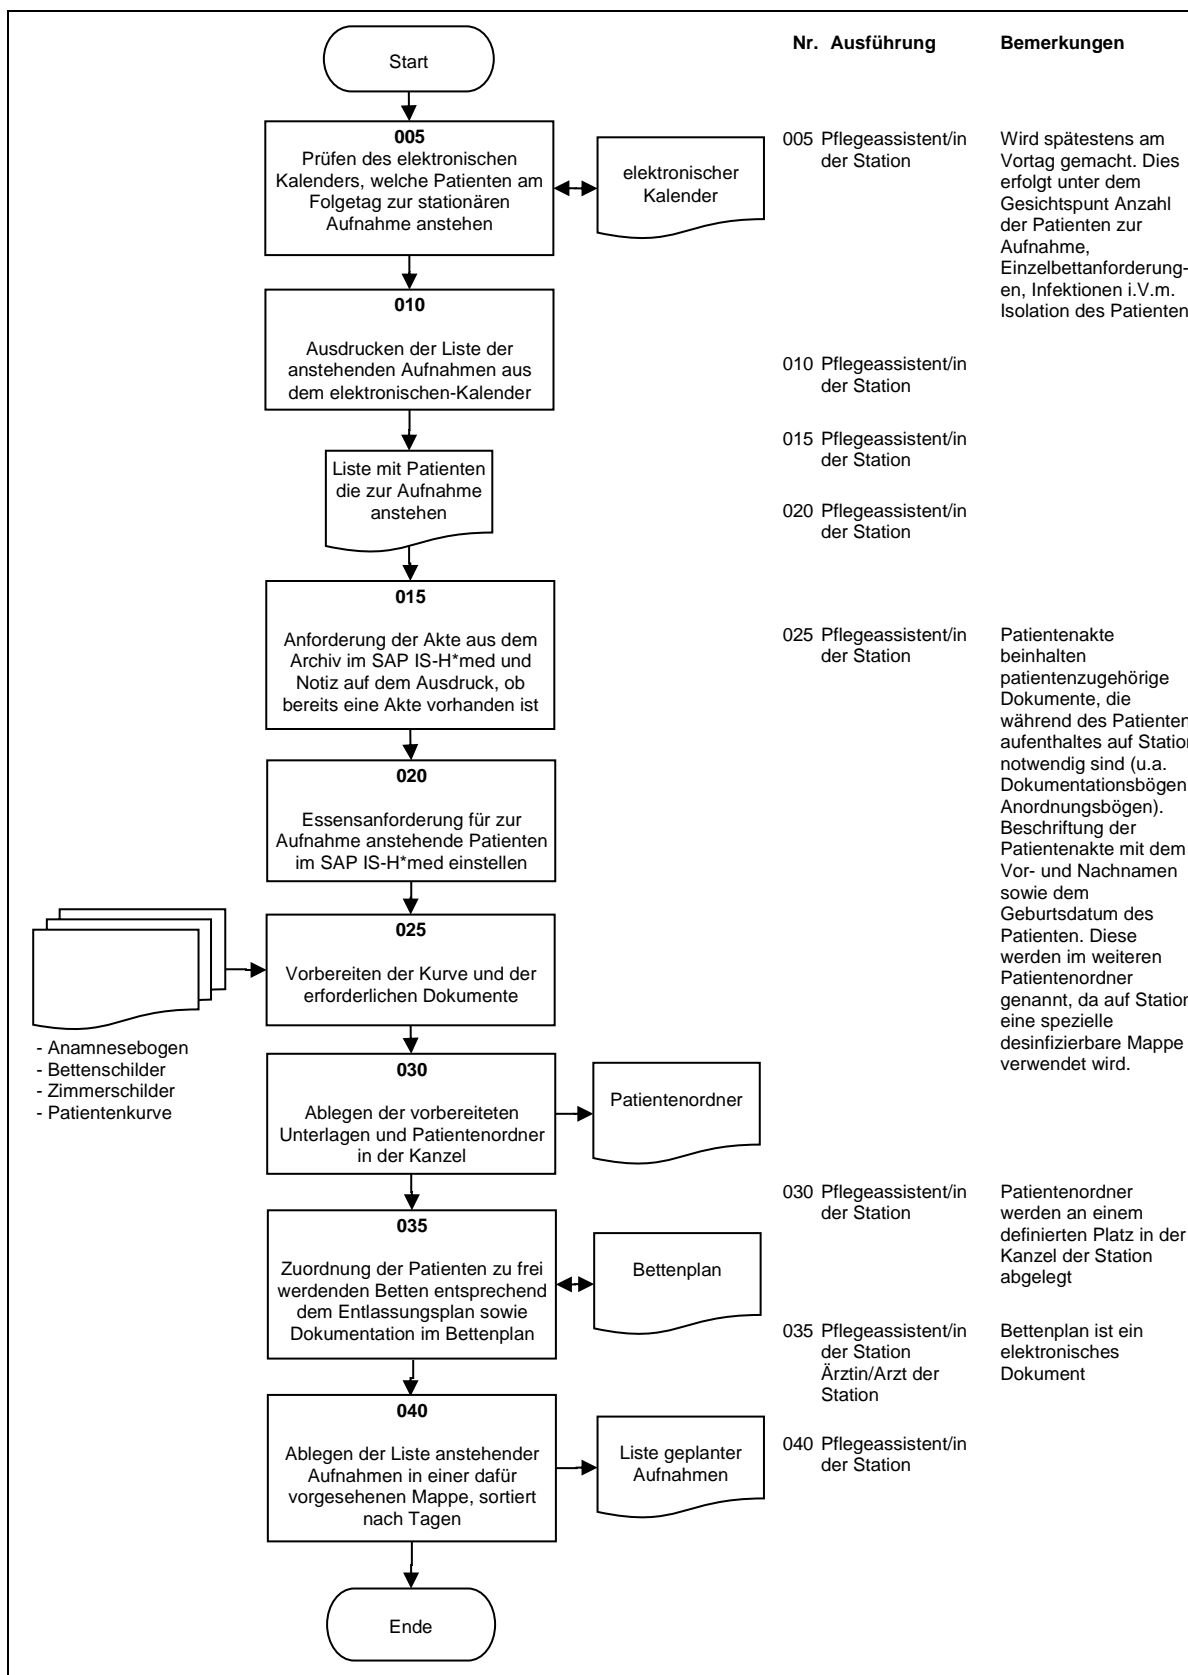 Start
005
Prüfen des elektronischen
Kalenders, welche Patienten am
Folgetag zur stationären
Aufnahme anstehen
elektronischer
Kalender
010
Ausdrucken der Liste der
anstehenden Aufnahmen aus
dem elektronischen-Kalender
Liste mit Patienten
die zur Aufnahme
anstehen
015
Anforderung der Akte aus dem
Archiv im SAP IS-H*med und
Notiz auf dem Ausdruck, ob
bereits eine Akte vorhanden ist
020
Essensanforderung für zur
Aufnahme anstehende Patienten
im SAP IS-H*med einstellen
025
Vorbereiten der Kurve und der
erforderlichen Dokumente
- Anamnesebogen
- Bettenschilder
- Zimmerschilder
- Patientenkurve
030
Ablegen der vorbereiteten
Unterlagen und Patientenordner
in der Kanzel
Patientenordner
035
Zuordnung der Patienten zu frei
werdenden Betten entsprechend
dem Entlassungsplan sowie
Dokumentation im Bettenplan
Bettenplan
040
Ablegen der Liste anstehender
Aufnahmen in einer dafür
vorgesehenen Mappe, sortiert
nach Tagen
Liste geplanter
Aufnahmen
Ende
Nr. Ausführung Bemerkungen
005 Pflegeassistent/in
der Station
Wird spätestens am
Vortag gemacht. Dies
erfolgt unter dem
Gesichtspunt Anzahl
der Patienten zur
Aufnahme,
Einzelbettanforderung-
en, Infektionen i.V.m.
Isolation des Patienten
010 Pflegeassistent/in
der Station
015 Pflegeassistent/in
der Station
020 Pflegeassistent/in
der Station
025 Pflegeassistent/in
der Station
Patientenakte
beinhalten
patientenzugehörige
Dokumente, die
während des Patienten
aufenthaltes auf Station
notwendig sind (u.a.
Dokumentationsbögen
Anordnungsbögen).
Beschriftung der
Patientenakte mit dem
Vor- und Nachnamen
sowie dem
Geburtsdatum des
Patienten. Diese
werden im weiteren
Patientenordner
genannt, da auf Station
eine spezielle
desinfizierbare Mappe
verwendet wird.
030 Pflegeassistent/in
der Station
Patientenordner
werden an einem
definierten Platz in der
Kanzel der Station
abgelegt
035 Pflegeassistent/in
der Station
Ärztin/Arzt der
Station
Bettenplan ist ein
elektronisches
Dokument
040 Pflegeassistent/in
der Station